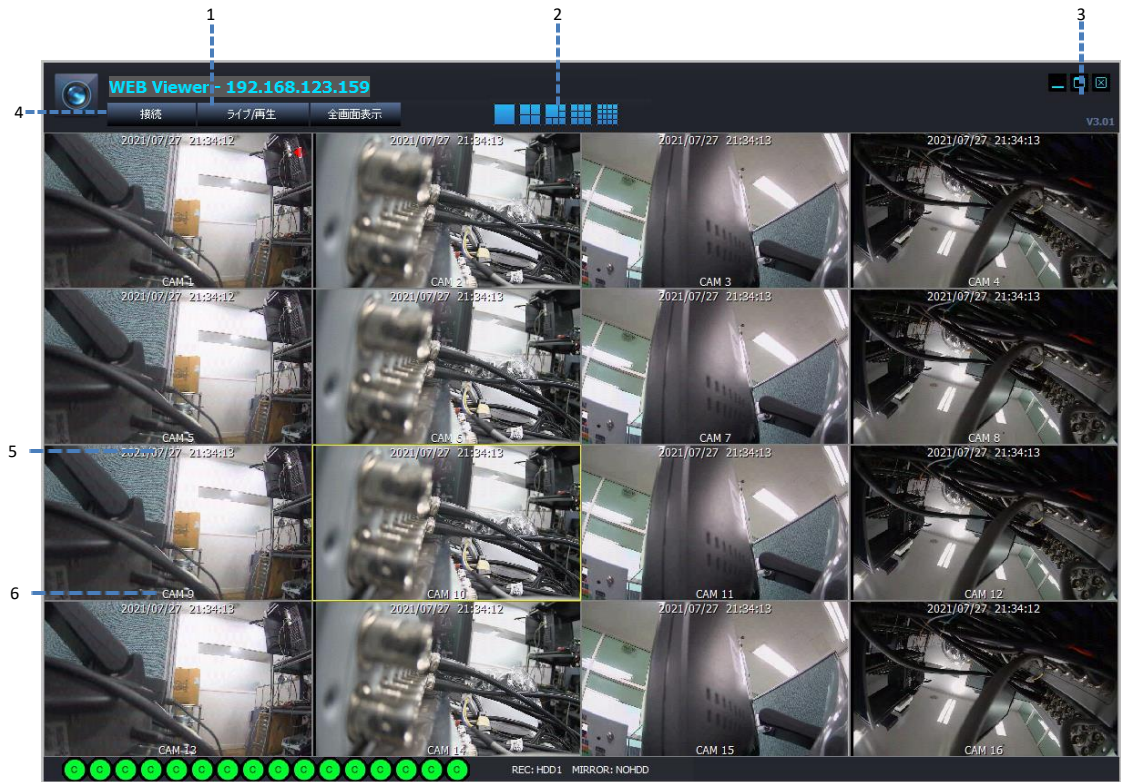 1 2 3
WEB Viewer - 192.168.123.159
4 接続 ライブ/再生 全画面表示
V3.01
2021/07/27 21:34:12 2021/07/27 21:34:13 2021/07/27 21:34:13 2021/07/27 21:34:13
CAM 1 CAM 2 CAM 3 CAM 4
2021/07/27 21:34:12 2021/07/27 21:34:13 2021/07/27 21:34:13 2021/07/27 21:34:13
CAM 5 CAM 6 CAM 7 CAM 8
5 2021/07/27 21:34:13 2021/07/27 21:34:13 2021/07/27 21:34:13 2021/07/27 21:34:13
6 CAM 9 CAM 10 CAM 11 CAM 12
2021/07/27 21:34:13 2021/07/27 21:34:12 2021/07/27 21:34:13 2021/07/27 21:34:12
CAM 13 CAM 14 CAM 15 CAM 16
C C C C C C C C C C C C C C C C REC: HDD1 MIRROR: NOHDD